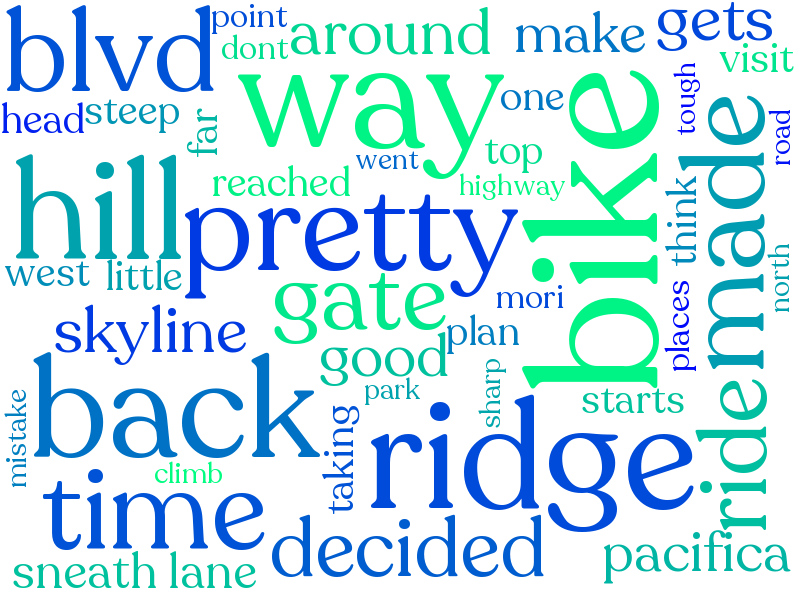 blvd
point
dont
around
make
gets
visit
head
steep
far
way
one
bike
tough
road
went
top
highway
reached
hill
pretty
think
made
north
west
little
gate
mori
places
skyline
plan
good
park
sharp
starts
back
mistake
climb
taking
ridge
ride
time
decided
pacifica
sneath lane